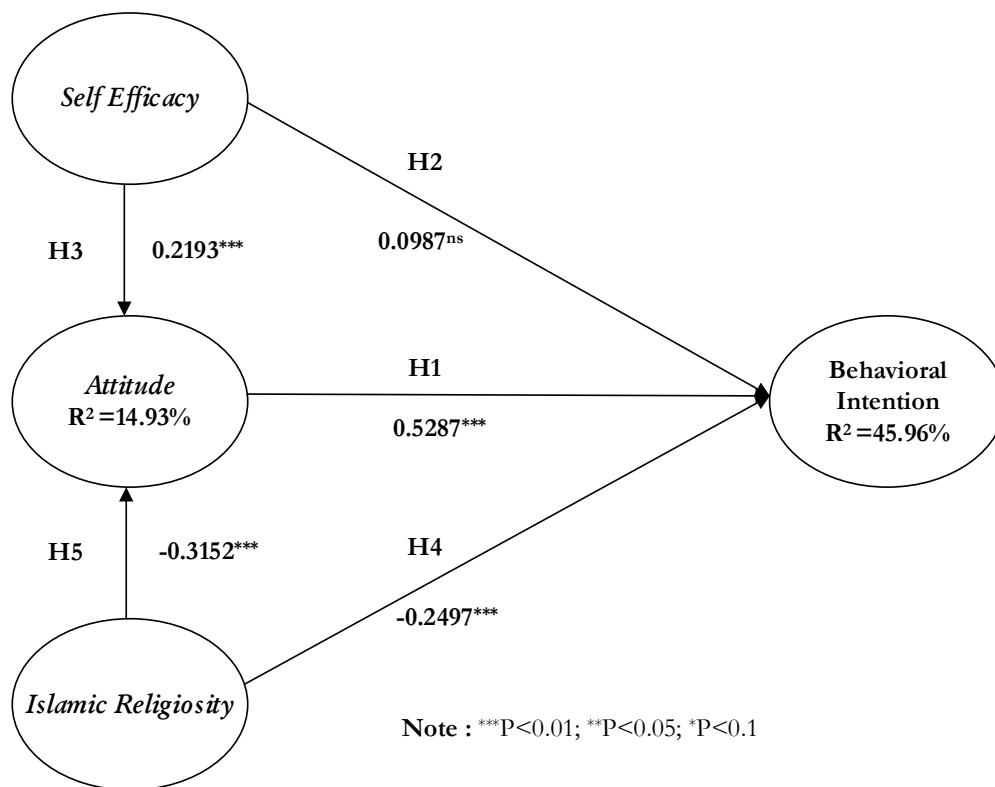 Self Efficacy
H2
0.0987ⁿˢ
H3
0.2193***
Attitude
R² =14.93%
H1
0.5287***
Behavioral
Intention
R² =45.96%
H5
-0.3152***
H4
-0.2497***
Islamic Religiosity
Note : ***P<0.01; **P<0.05; *P<0.1